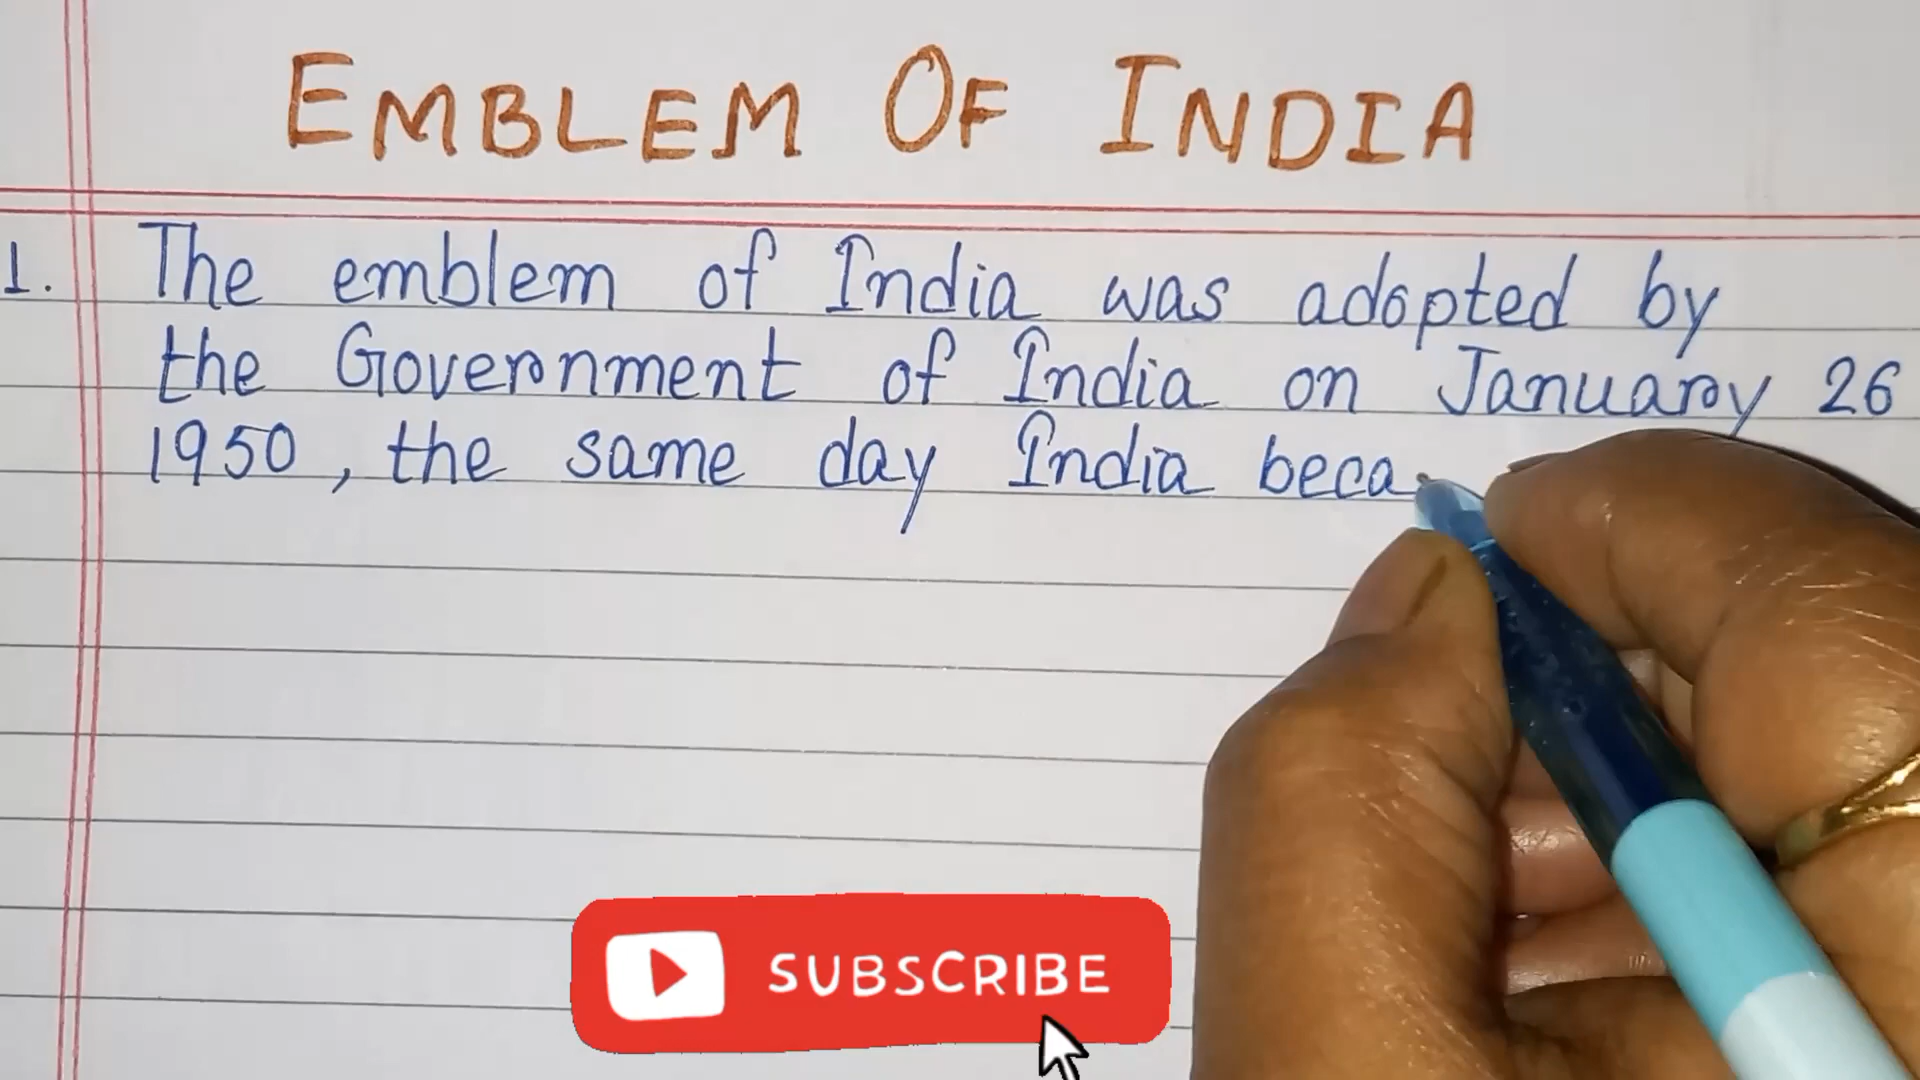 EMBLEM OF INDIA
1. The emblem of India was adopted by
the Government of India on January 26
1950, the same day India beca
SUBSCRIBE